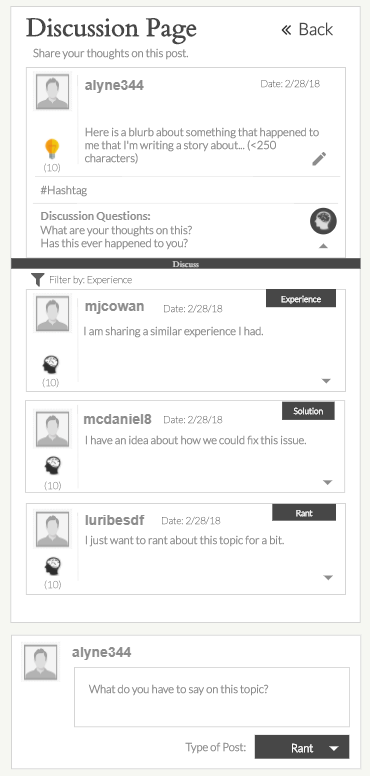 Discussion Page
« Back
Share your thoughts on this post.
alyne344
Date: 2/28/18
Here is a blurb about something that happened to
me that I'm writing a story about... (<250
characters)
(10)
#Hashtag
Discussion Questions:
What are your thoughts on this?
Has this ever happened to you?
Discuss
Filter by: Experience
Experience
mjcowan Date: 2/28/18
I am sharing a similar experience I had.
(10)
Solution
mcdaniel8 Date: 2/28/18
I have an idea about how we could fix this issue.
(10)
Rant
luribesdf Date: 2/28/18
I just want to rant about this topic for a bit.
(10)
alyne344
What do you have to say on this topic?
Type of Post: Rant